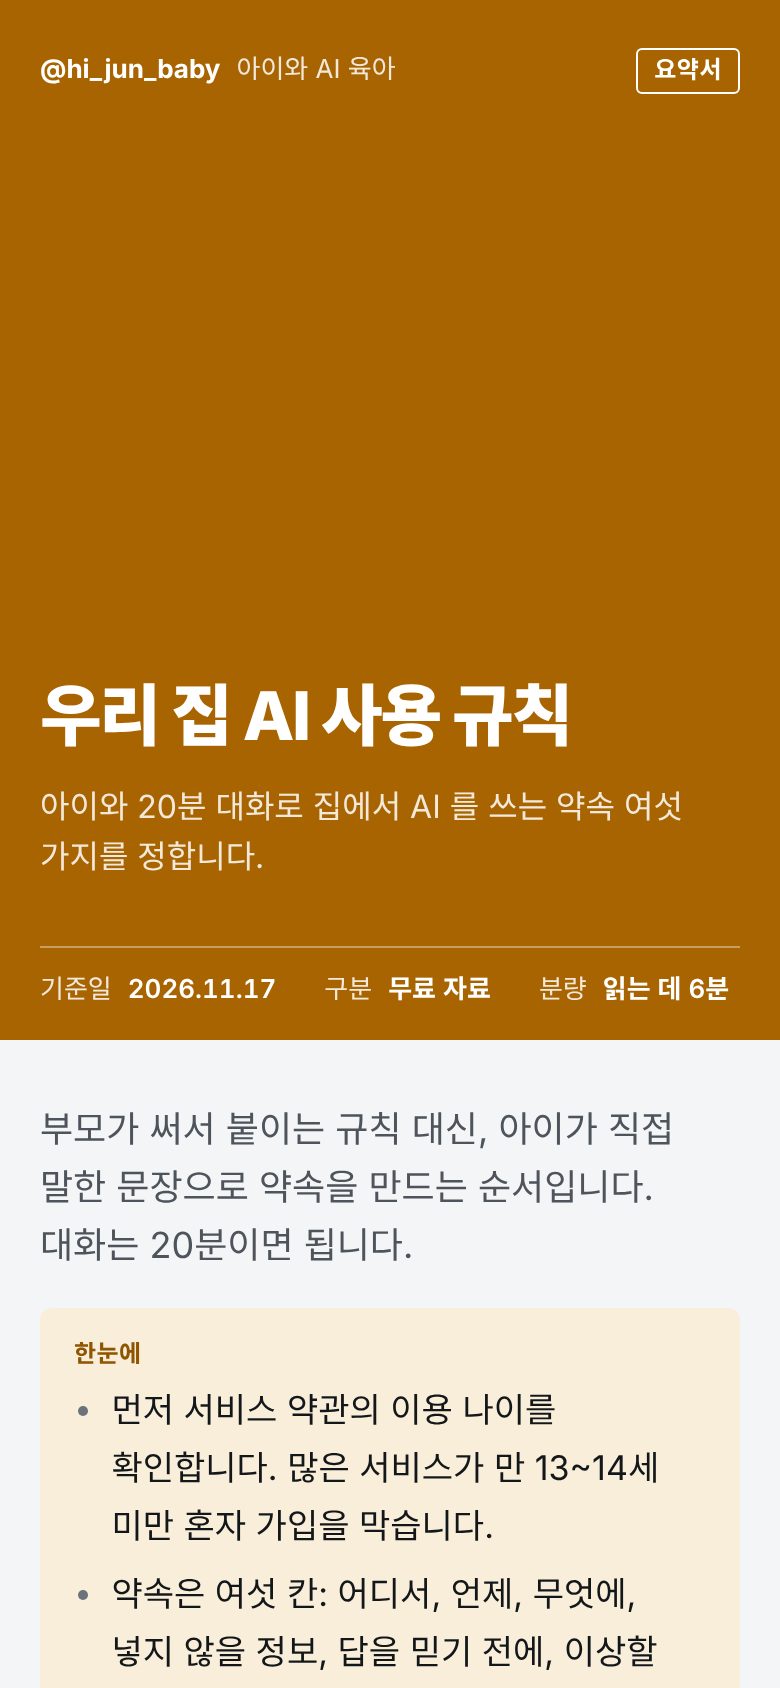 @hi_jun_baby 아이와 AI 육아
요약서
우리 집 AI 사용 규칙
아이와 20분 대화로 집에서 AI 를 쓰는 약속 여섯
가지를 정합니다.
기준일 2026.11.17 구분 무료 자료 분량 읽는 데 6분
부모가 써서 붙이는 규칙 대신, 아이가 직접
말한 문장으로 약속을 만드는 순서입니다.
대화는 20분이면 됩니다.
한눈에
• 먼저 서비스 약관의 이용 나이를
확인합니다. 많은 서비스가 만 13~14세
미만 혼자 가입을 막습니다.
• 약속은 여섯 칸: 어디서, 언제, 무엇에,
넣지 않을 정보, 답을 믿기 전에, 이상할